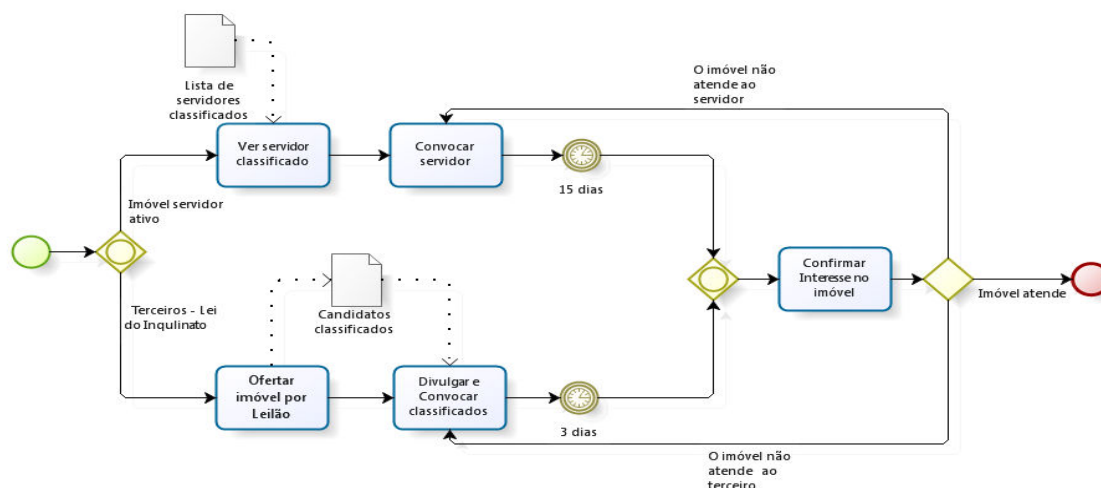 Lista de
servidores
classificados
O imóvel não
atende ao
servidor
Ver servidor
classificado
Convocar
servidor
15 dias
Imóvel servidor
ativo
Confirmar
Interesse no
imóvel
Imóvel atende
Terceiros - Lei
do Inqulinato
Candidatos
classificados
Ofertar
imóvel por
Leilão
Divulgar e
Convocar
classificados
3 dias
O imóvel não
atende ao
terceiro